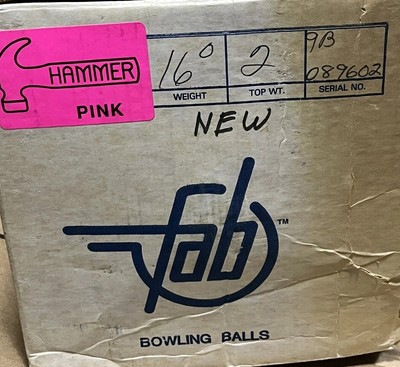 HAMMER
PINK
16°
WEIGHT
2
TOP WT.
9B
089602
SERIAL NO.
NEW
fab™
BOWLING BALLS